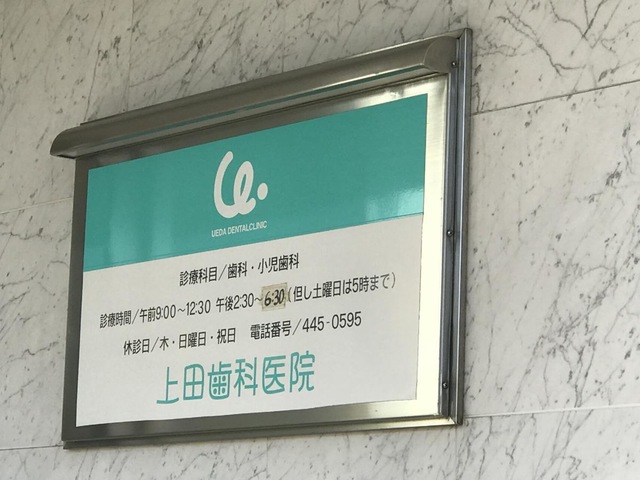 UEDA DENTALCLINIC
診療科目/歯科・小児歯科
診療時間/午前9:00〜12:30 午後2:30〜6:30(但し土曜日は5時まで)
休診日/木・日曜日・祝日 電話番号/445-0595
上田歯科医院